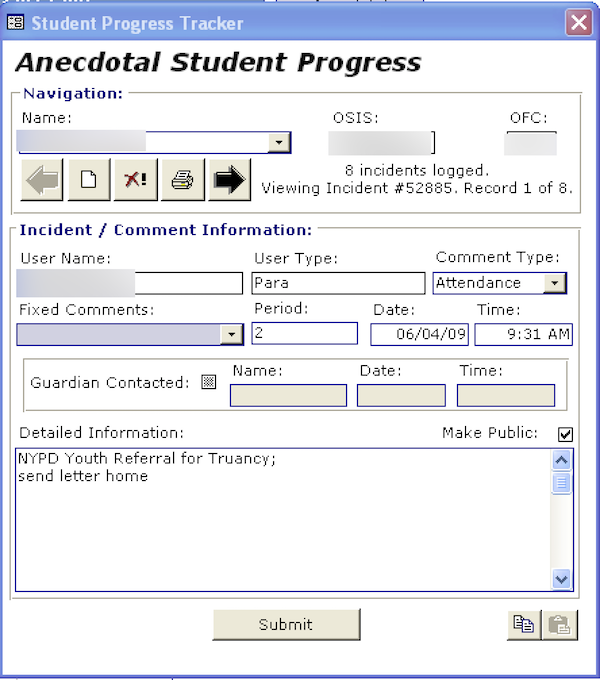 Student Progress Tracker
Anecdotal Student Progress
Navigation:
Name:
OSIS:
OFC:
8 incidents logged.
Viewing Incident #52885. Record 1 of 8.
Incident / Comment Information:
User Name:
User Type:
Comment Type:
Para
Attendance
Fixed Comments:
Period:
Date:
Time:
2
06/04/09
9:31 AM
Guardian Contacted:
Name:
Date:
Time:
Detailed Information:
Make Public:
NYPD Youth Referral for Truancy;
send letter home
Submit